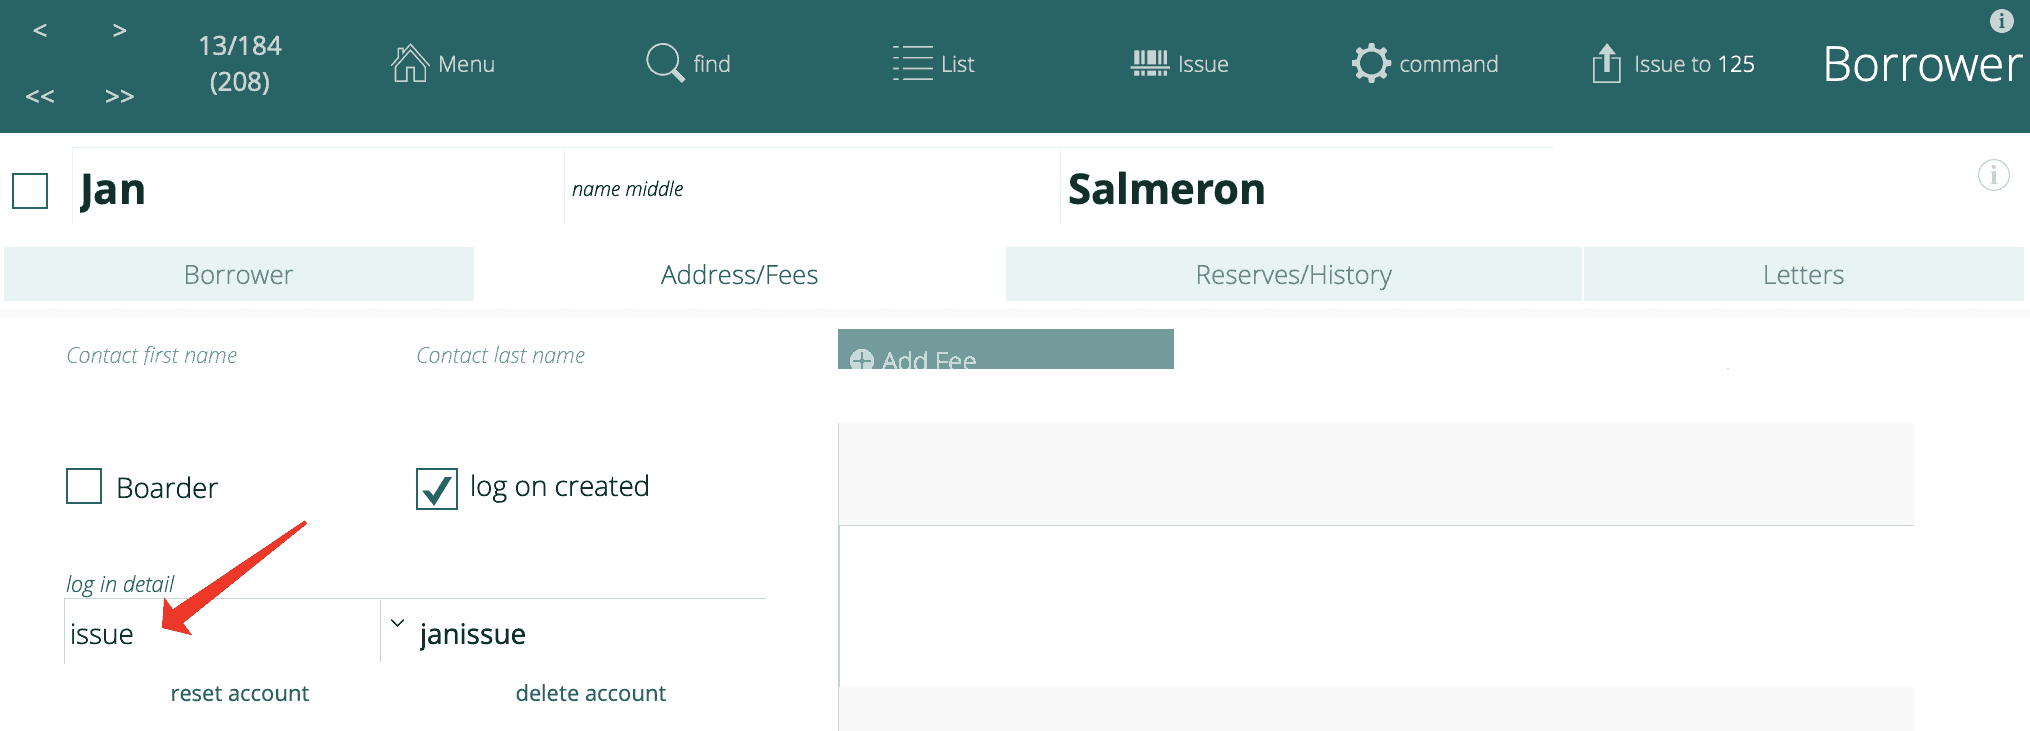 < >
<< >>
13/184
(208)
Menu
find
List
Issue
command
Issue to 125
i
Borrower
Jan
name middle
Salmeron
i
Borrower
Address/Fees
Reserves/History
Letters
Contact first name
Contact last name
Add Fee
Boarder
log on created
log in detail
issue
janissue
reset account
delete account